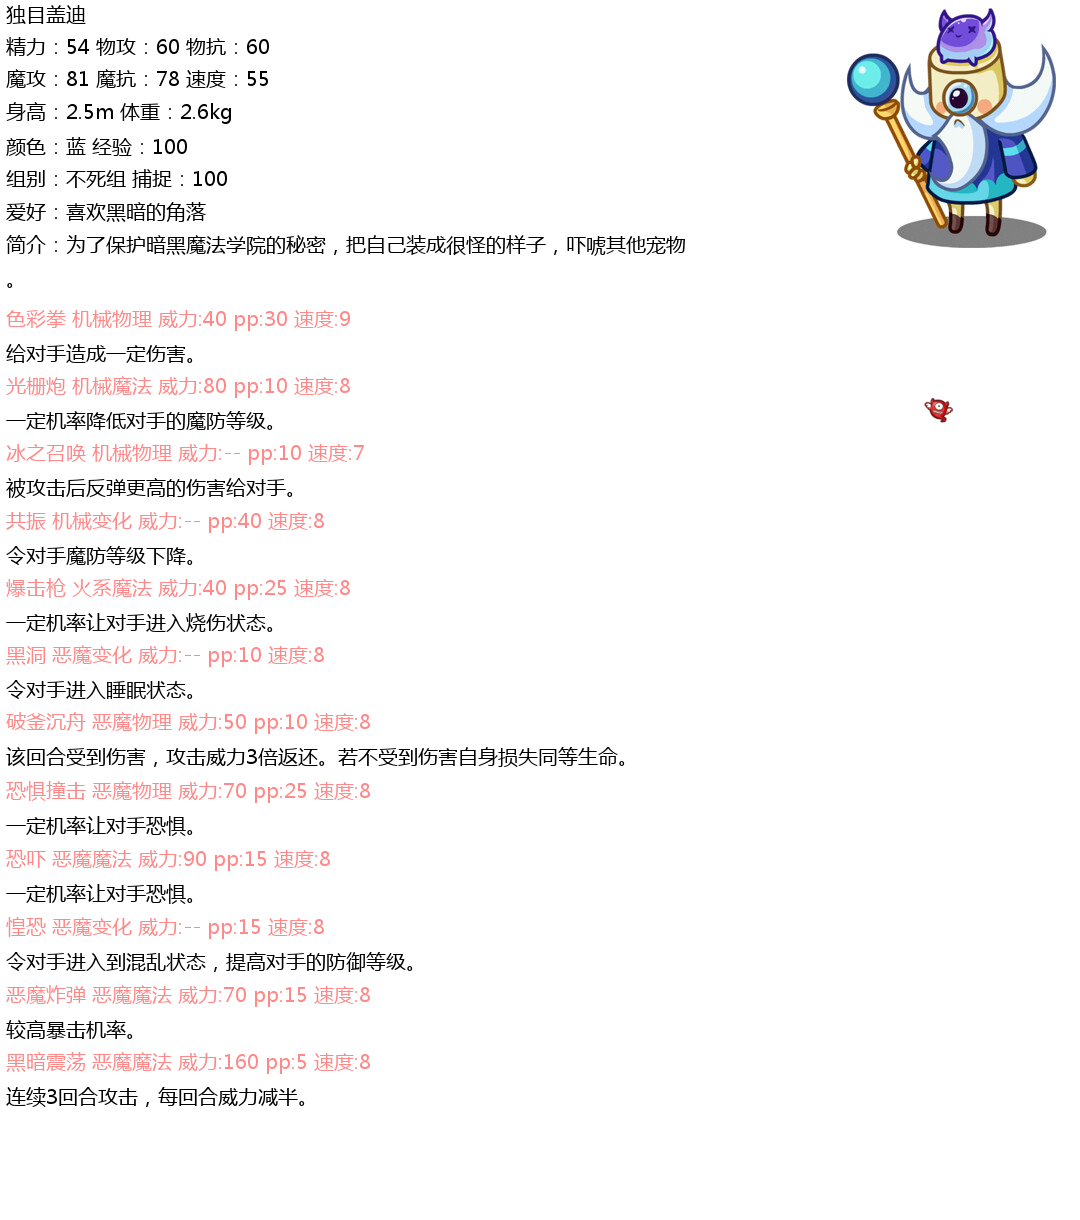 独目盖迪
精力：54 物攻：60 物抗：60
魔攻：81 魔抗：78 速度：55
身高：2.5m 体重：2.6kg
颜色：蓝 经验：100
组别：不死组 捕捉：100
爱好：喜欢黑暗的角落
简介：为了保护暗黑魔法学院的秘密，把自己装成很怪的样子，吓唬其他宠物
。
色彩拳 机械物理 威力:40 pp:30 速度:9
给对手造成一定伤害。
光栅炮 机械魔法 威力:80 pp:10 速度:8
一定机率降低对手的魔防等级。
冰之召唤 机械物理 威力:-- pp:10 速度:7
被攻击后反弹更高的伤害给对手。
共振 机械变化 威力:-- pp:40 速度:8
令对手魔防等级下降。
爆击枪 火系魔法 威力:40 pp:25 速度:8
一定机率让对手进入烧伤状态。
黑洞 恶魔变化 威力:-- pp:10 速度:8
令对手进入睡眠状态。
破釜沉舟 恶魔物理 威力:50 pp:10 速度:8
该回合受到伤害，攻击威力3倍返还。若不受到伤害自身损失同等生命。
恐惧撞击 恶魔物理 威力:70 pp:25 速度:8
一定机率让对手恐惧。
恐吓 恶魔魔法 威力:90 pp:15 速度:8
一定机率让对手恐惧。
惶恐 恶魔变化 威力:-- pp:15 速度:8
令对手进入到混乱状态，提高对手的防御等级。
恶魔炸弹 恶魔魔法 威力:70 pp:15 速度:8
较高暴击机率。
黑暗震荡 恶魔魔法 威力:160 pp:5 速度:8
连续3回合攻击，每回合威力减半。